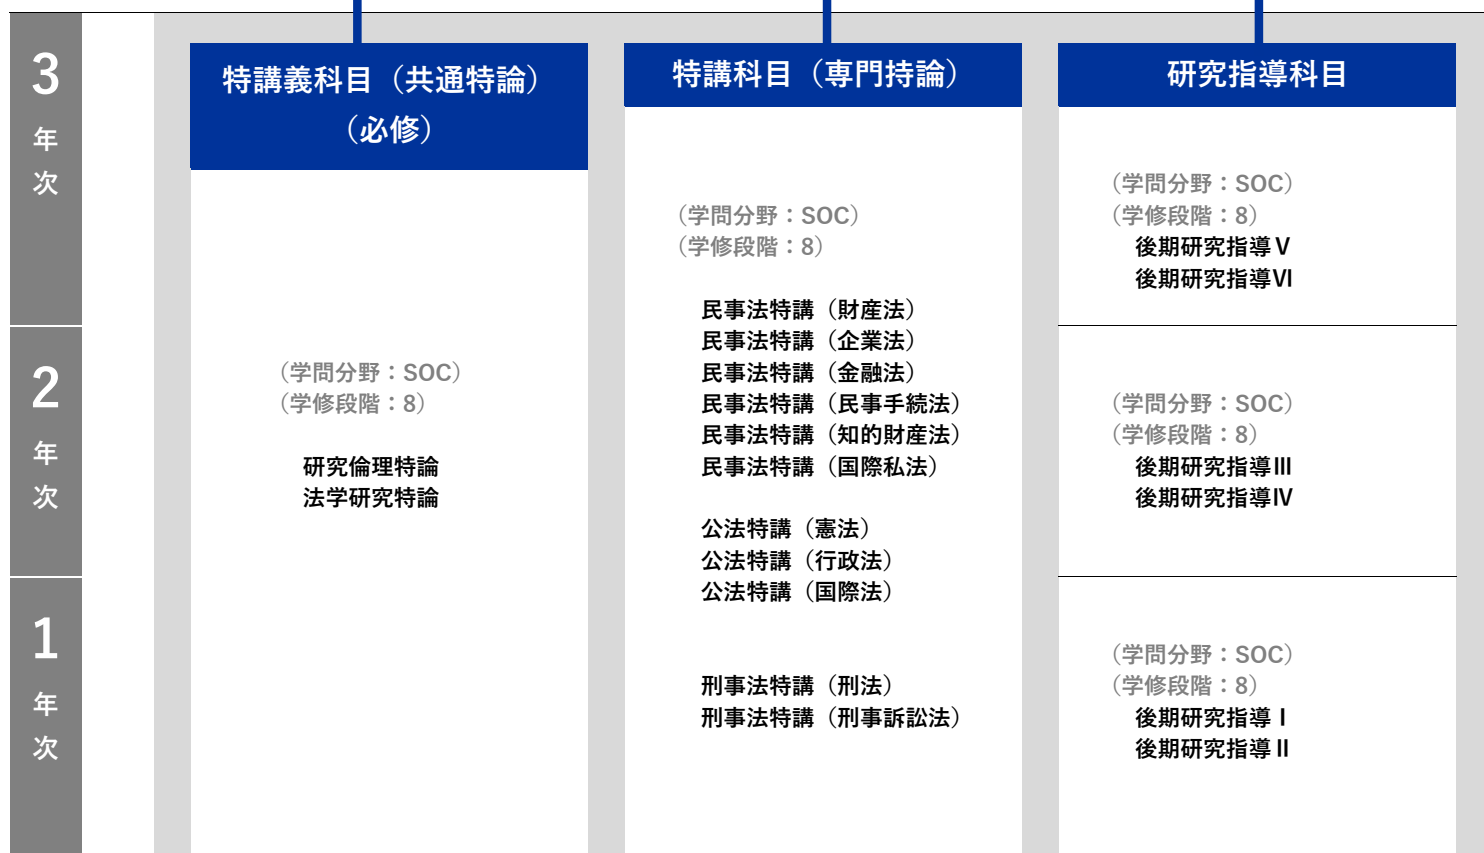 3
年
次
2
年
次
1
年
次
特講義科目（共通特論）
（必修）
（学問分野：SOC）
（学修段階：8）
研究倫理特論
法学研究特論
特講科目（専門持論）
（学問分野：SOC）
（学修段階：8）
民事法特講（財産法）
民事法特講（企業法）
民事法特講（金融法）
民事法特講（民事手続法）
民事法特講（知的財産法）
民事法特講（国際私法）
公法特講（憲法）
公法特講（行政法）
公法特講（国際法）
刑事法特講（刑法）
刑事法特講（刑事訴訟法）
研究指導科目
（学問分野：SOC）
（学修段階：8）
後期研究指導Ⅴ
後期研究指導Ⅵ
（学問分野：SOC）
（学修段階：8）
後期研究指導Ⅲ
後期研究指導Ⅳ
（学問分野：SOC）
（学修段階：8）
後期研究指導Ⅰ
後期研究指導Ⅱ